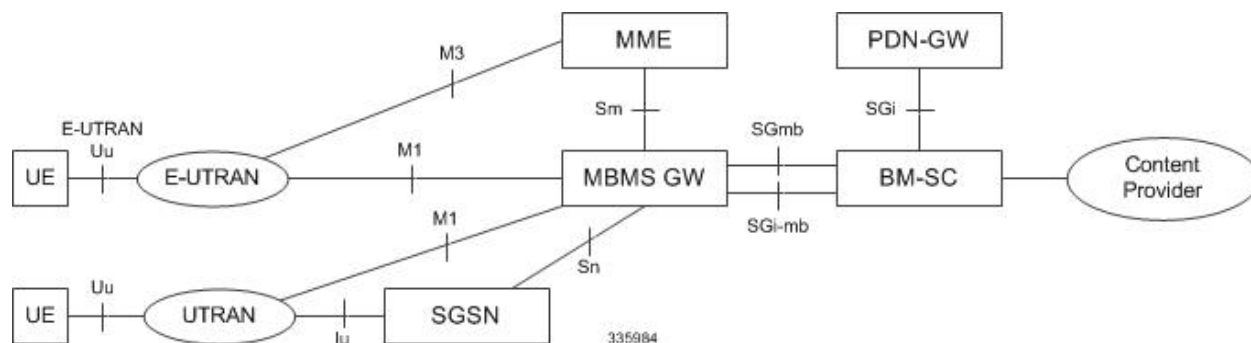 MME
PDN-GW
M3
Sm
SGi
E-UTRAN
Uu
SGmb
M1
UE
E-UTRAN
MBMS GW
BM-SC
Content
Provider
M1
SGi-mb
Sn
Uu
UE
UTRAN
SGSN
Iu
335984